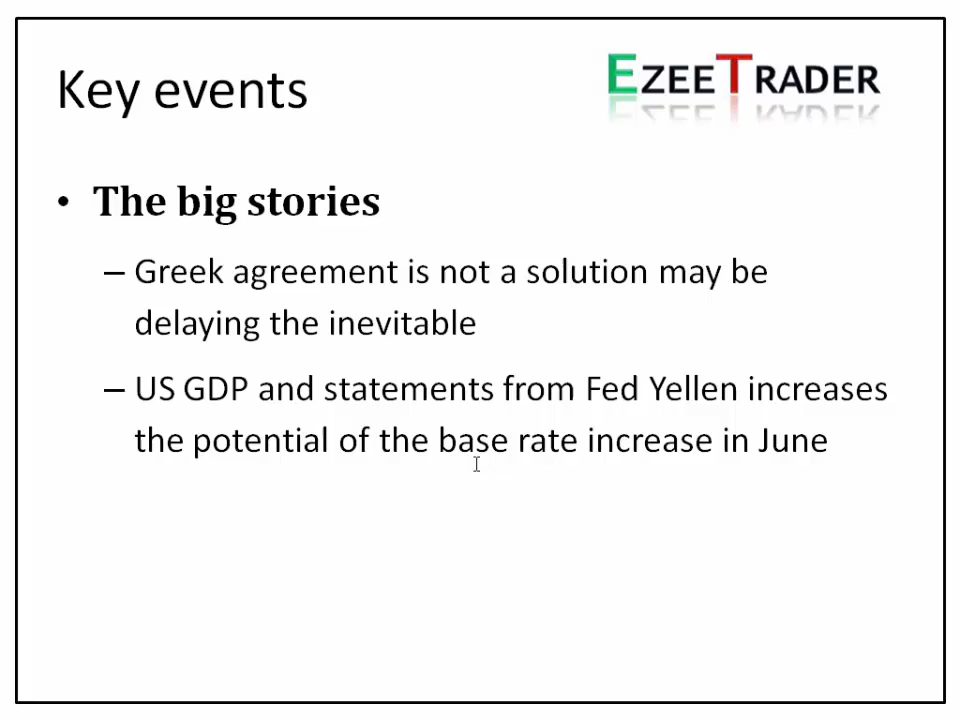 Key events
EZEETRADER
• The big stories
– Greek agreement is not a solution may be
delaying the inevitable
– US GDP and statements from Fed Yellen increases
the potential of the base rate increase in June